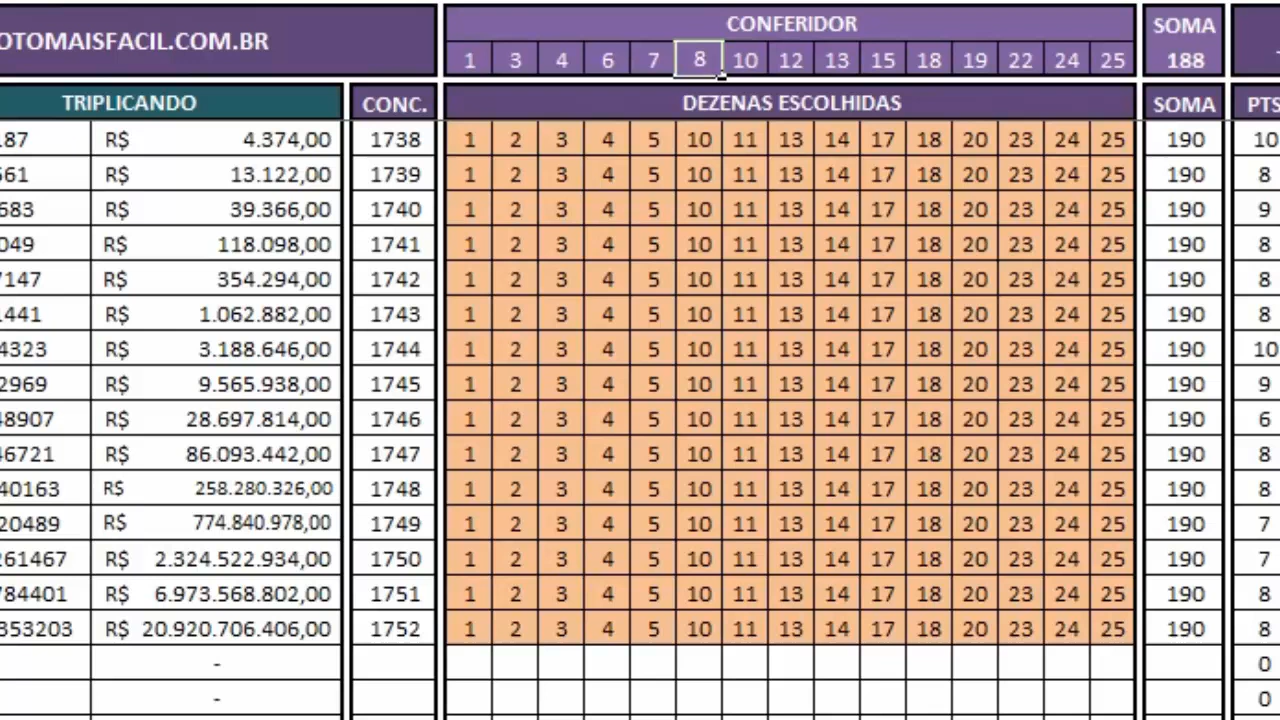 CONFERIDOR SOMA
OTOMAISFACIL.COM.BR
1 3 4 6 7 8 10 12 13 15 18 19 22 24 25 188
TRIPLICANDO CONC. DEZENAS ESCOLHIDAS SOMA PTS
187 R$ 4.374,00 1738 1 2 3 4 5 10 11 13 14 17 18 20 23 24 25 190 10
561 R$ 13.122,00 1739 1 2 3 4 5 10 11 13 14 17 18 20 23 24 25 190 8
683 R$ 39.366,00 1740 1 2 3 4 5 10 11 13 14 17 18 20 23 24 25 190 9
049 R$ 118.098,00 1741 1 2 3 4 5 10 11 13 14 17 18 20 23 24 25 190 8
7147 R$ 354.294,00 1742 1 2 3 4 5 10 11 13 14 17 18 20 23 24 25 190 8
1441 R$ 1.062.882,00 1743 1 2 3 4 5 10 11 13 14 17 18 20 23 24 25 190 8
4323 R$ 3.188.646,00 1744 1 2 3 4 5 10 11 13 14 17 18 20 23 24 25 190 10
2969 R$ 9.565.938,00 1745 1 2 3 4 5 10 11 13 14 17 18 20 23 24 25 190 9
48907 R$ 28.697.814,00 1746 1 2 3 4 5 10 11 13 14 17 18 20 23 24 25 190 6
46721 R$ 86.093.442,00 1747 1 2 3 4 5 10 11 13 14 17 18 20 23 24 25 190 8
40163 R$ 258.280.326,00 1748 1 2 3 4 5 10 11 13 14 17 18 20 23 24 25 190 8
20489 R$ 774.840.978,00 1749 1 2 3 4 5 10 11 13 14 17 18 20 23 24 25 190 7
261467 R$ 2.324.522.934,00 1750 1 2 3 4 5 10 11 13 14 17 18 20 23 24 25 190 7
784401 R$ 6.973.568.802,00 1751 1 2 3 4 5 10 11 13 14 17 18 20 23 24 25 190 8
353203 R$ 20.920.706.406,00 1752 1 2 3 4 5 10 11 13 14 17 18 20 23 24 25 190 8
- 0
- 0